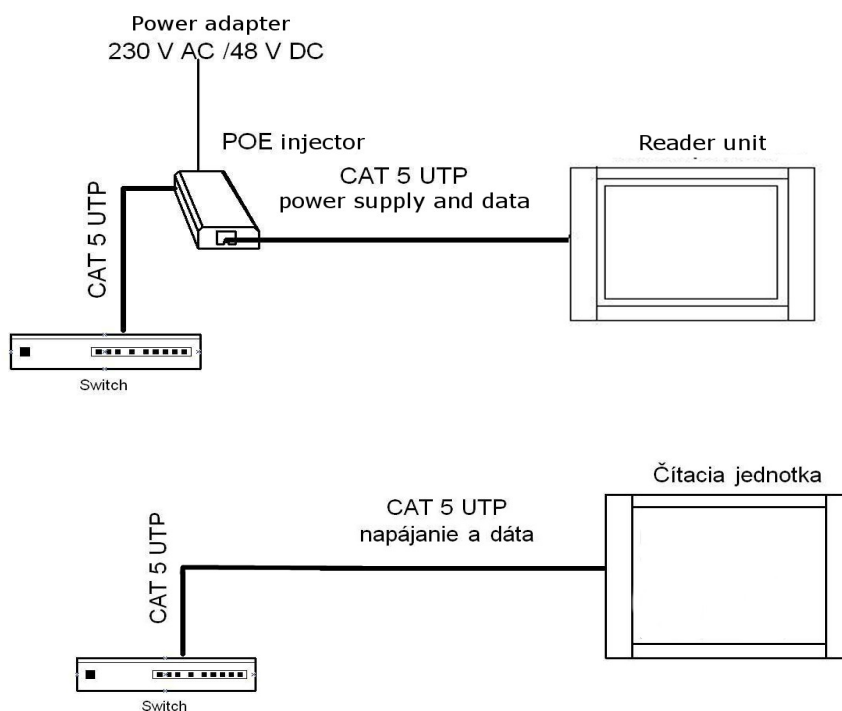 Power adapter
230 V AC /48 V DC
POE injector
Reader unit
CAT 5 UTP
power supply and data
CAT 5 UTP
Switch
Čítacia jednotka
CAT 5 UTP
napájanie a dáta
CAT 5 UTP
Switch